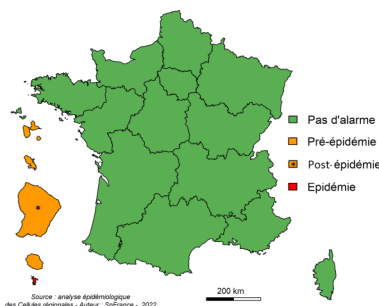 Pas d'alarme
Pré-épidémie
Post-épidémie
Epidémie
200 km
Source : analyse épidémiologique
des Cellules régionales - Auteur : SpFrance - 2022